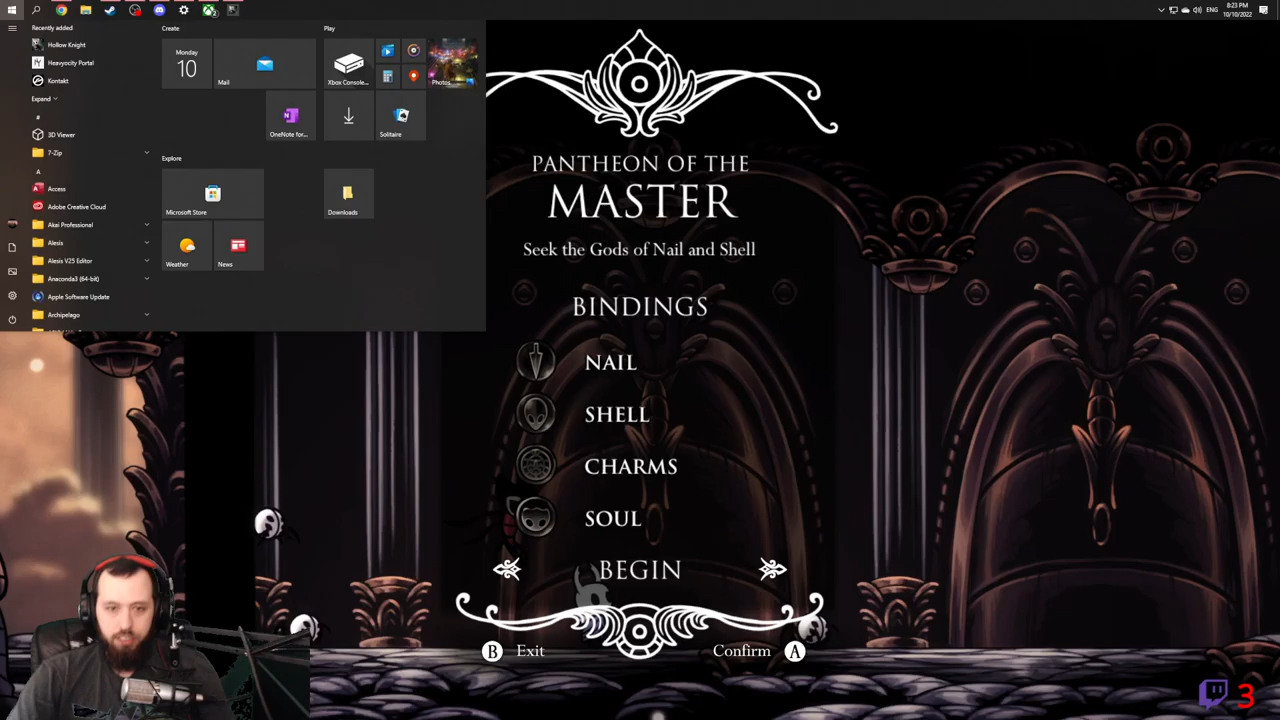 8:23 PM
ENG
10/10/2022
2
Recently added
Hollow Knight
Heavyocity Portal
Kontakt
Expand
#
3D Viewer
7-Zip
A
Access
Adobe Creative Cloud
Akai Professional
Alesis
Alesis V25 Editor
Anaconda3 (64-bit)
Apple Software Update
Archipelago
Create
Monday
10
Mail
OneNote for...
Explore
Microsoft Store
Weather
News
Play
Xbox Console...
Photos
Solitaire
Downloads
PANTHEON OF THE
MASTER
Seek the Gods of Nail and Shell
BINDINGS
NAIL
SHELL
CHARMS
SOUL
BEGIN
B Exit
Confirm A
3